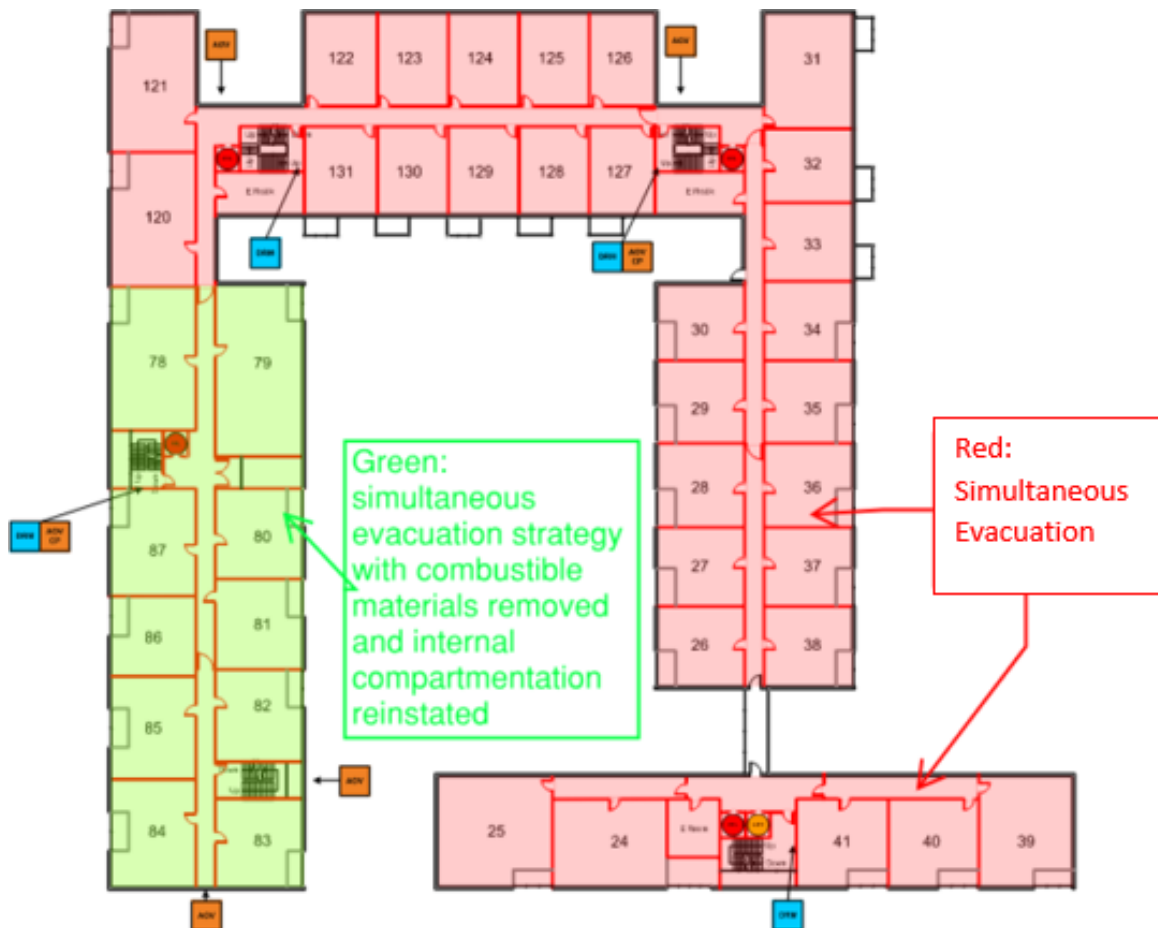 AOV
AOV
121
122
123
124
125
126
31
120
131
130
129
128
127
32
33
DRM
DRM
AOV
CP
78
79
30
34
29
35
Green:
simultaneous
evacuation strategy
with combustible
materials removed
and internal
compartmentation
reinstated
Red:
Simultaneous
Evacuation
28
36
DRM
AOV
CP
87
80
27
37
86
81
26
38
85
82
AOV
84
83
25
24
41
40
39
Down
AOV
DRM